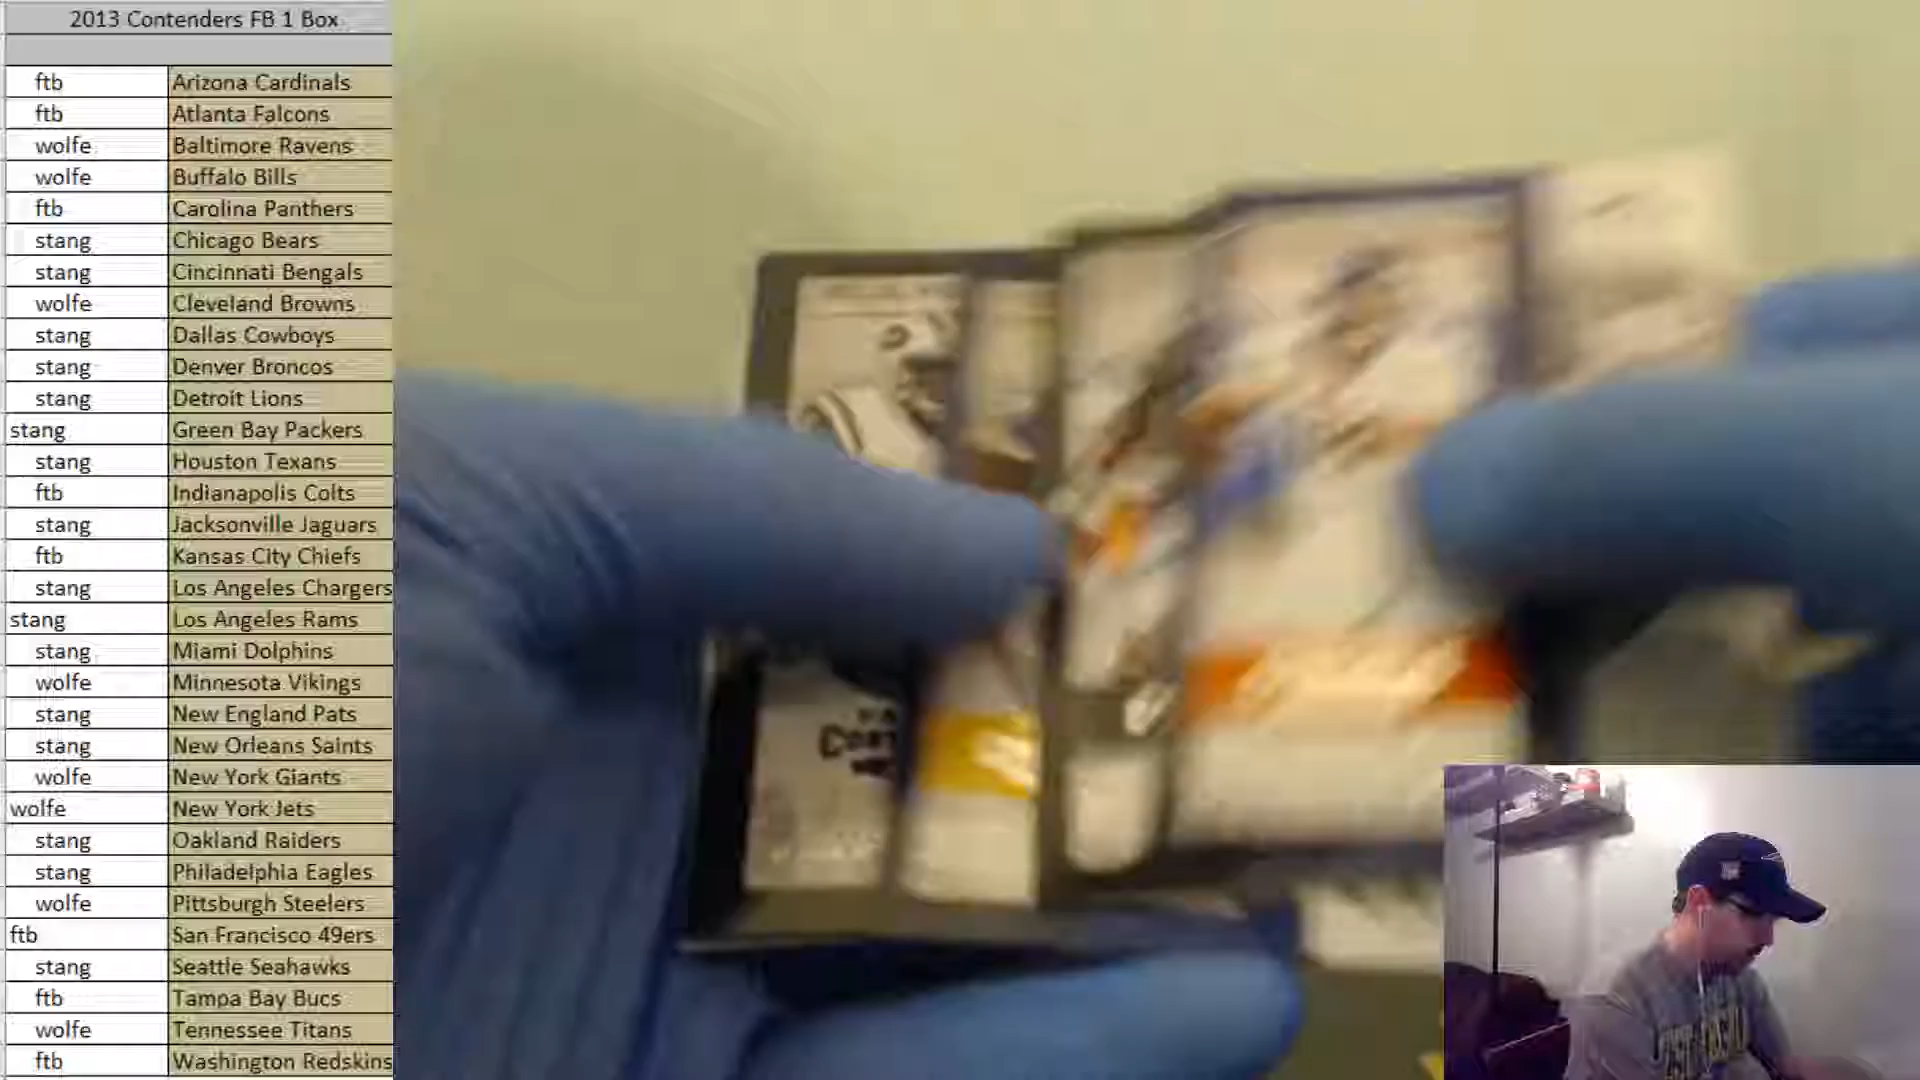 2013 Contenders FB 1 Box
ftb Arizona Cardinals
ftb Atlanta Falcons
wolfe Baltimore Ravens
wolfe Buffalo Bills
ftb Carolina Panthers
stang Chicago Bears
stang Cincinnati Bengals
wolfe Cleveland Browns
stang Dallas Cowboys
stang Denver Broncos
stang Detroit Lions
stang Green Bay Packers
stang Houston Texans
ftb Indianapolis Colts
stang Jacksonville Jaguars
ftb Kansas City Chiefs
stang Los Angeles Chargers
stang Los Angeles Rams
stang Miami Dolphins
wolfe Minnesota Vikings
stang New England Pats
stang New Orleans Saints
wolfe New York Giants
wolfe New York Jets
stang Oakland Raiders
stang Philadelphia Eagles
wolfe Pittsburgh Steelers
ftb San Francisco 49ers
stang Seattle Seahawks
ftb Tampa Bay Bucs
wolfe Tennessee Titans
ftb Washington Redskins